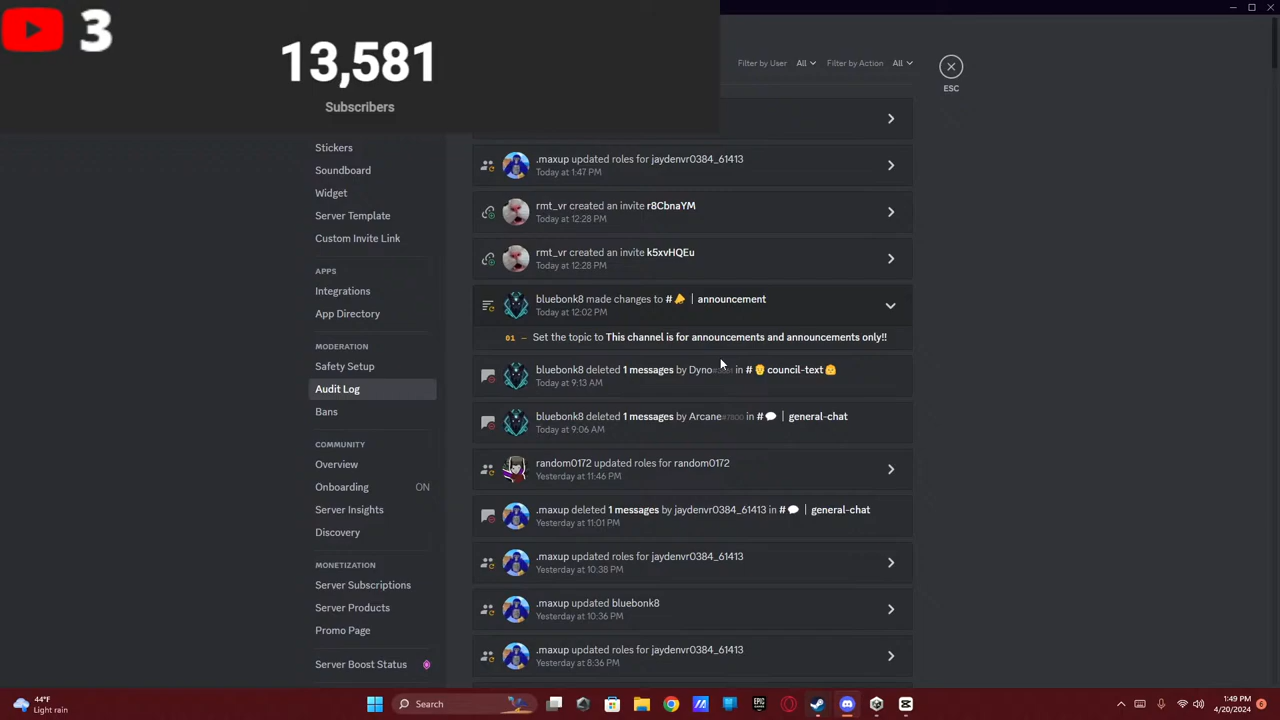 3
13,581
Subscribers
Filter by User All Filter by Action All
ESC
Stickers
Soundboard
Widget
Server Template
Custom Invite Link
APPS
Integrations
App Directory
MODERATION
Safety Setup
Audit Log
Bans
COMMUNITY
Overview
Onboarding ON
Server Insights
Discovery
MONETIZATION
Server Subscriptions
Server Products
Promo Page
Server Boost Status
.maxup updated roles for jaydenvr0384_61413
Today at 1:47 PM
rmt_vr created an invite r8CbnaYM
Today at 12:28 PM
rmt_vr created an invite k5xvHQEu
Today at 12:28 PM
bluebonk8 made changes to # 📣 | announcement
Today at 12:02 PM
01 — Set the topic to This channel is for announcements and announcements only!!
bluebonk8 deleted 1 messages by Dyno in # council-text
Today at 9:13 AM
bluebonk8 deleted 1 messages by Arcane#7800 in # 💬 | general-chat
Today at 9:06 AM
random0172 updated roles for random0172
Yesterday at 11:46 PM
.maxup deleted 1 messages by jaydenvr0384_61413 in # 💬 | general-chat
Yesterday at 11:01 PM
.maxup updated roles for jaydenvr0384_61413
Yesterday at 10:38 PM
.maxup updated bluebonk8
Yesterday at 10:36 PM
.maxup updated roles for jaydenvr0384_61413
Yesterday at 8:36 PM
44°F
Light rain
Search
EPIC
1:49 PM
4/20/2024